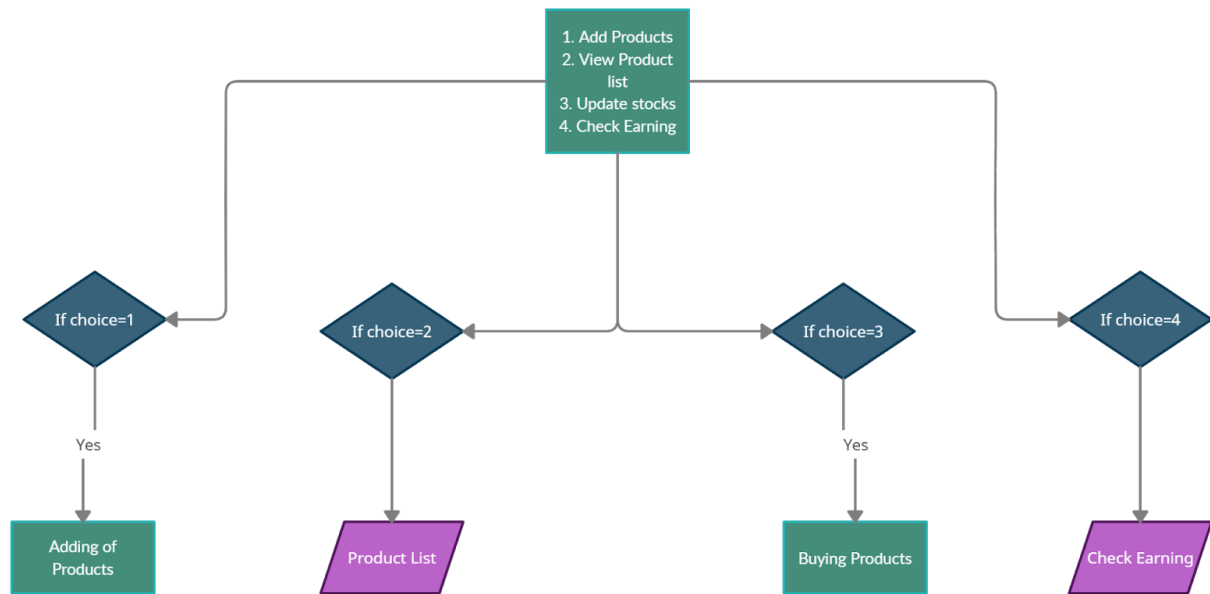 1. Add Products
2. View Product
list
3. Update stocks
4. Check Earning
If choice=1
If choice=2
If choice=3
If choice=4
Yes
Yes
Adding of
Products
Product List
Buying Products
Check Earning